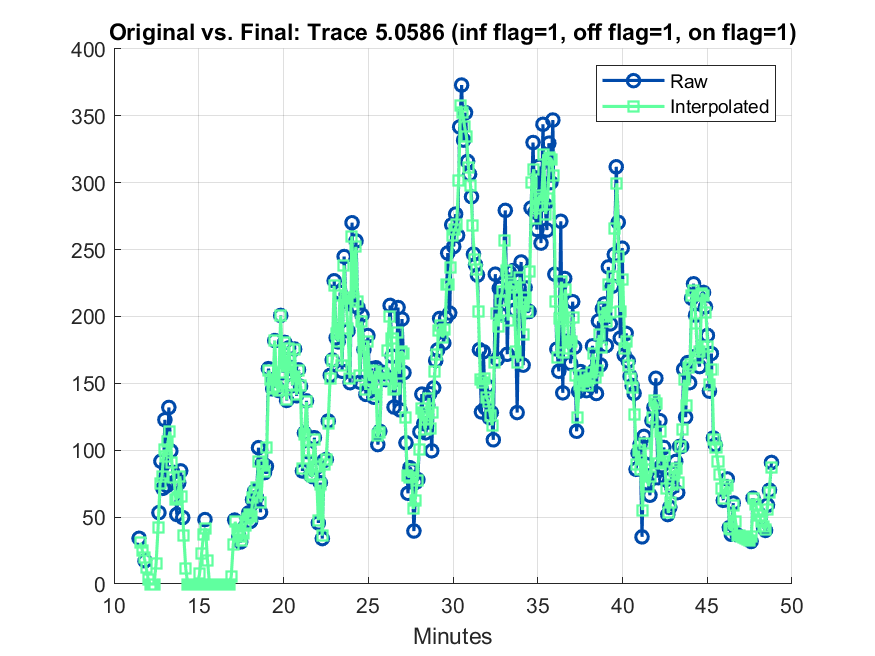 Original vs. Final: Trace 5.0586 (inf flag=1, off flag=1, on flag=1)
400
350
300
250
200
150
100
50
0
Raw
Interpolated
10 15 20 25 30 35 40 45 50
Minutes